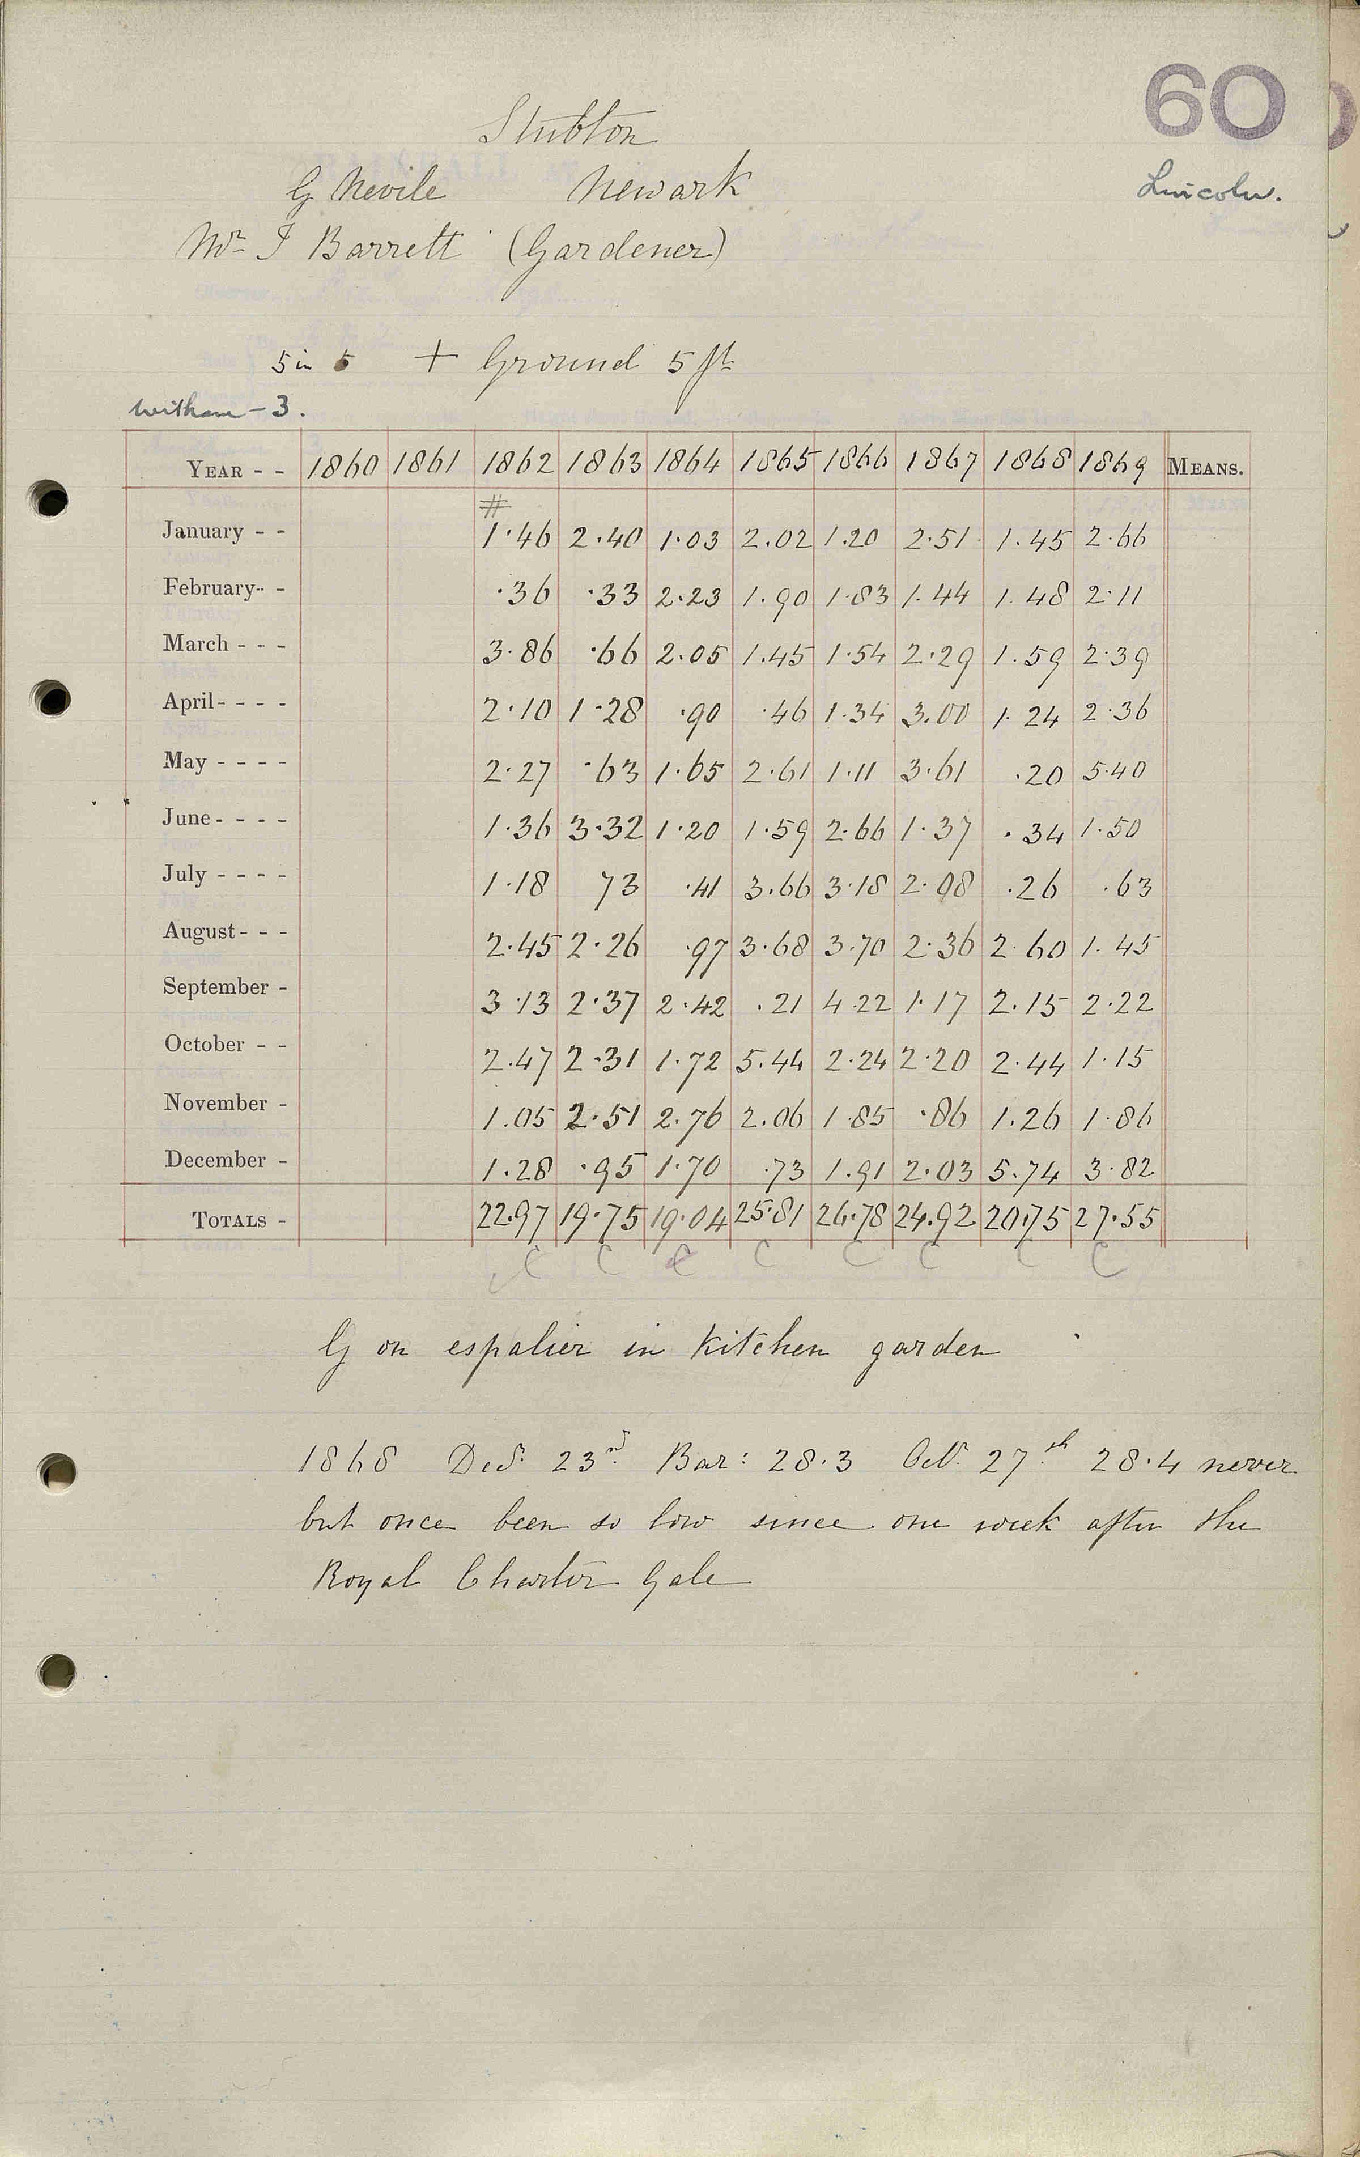 60
Stubton
Lincoln.
G Nevile Newark
Mr J Barrett (Gardener)
5 in 5 + Ground 5 ft
Witham - 3.
YEAR - - 1860 1861 1862 1863 1864 1865 1866 1867 1868 1869 MEANS.
#
January - - 1.46 2.40 1.03 2.02 1.20 2.51 1.45 2.66
February - - .36 .33 2.23 1.90 1.83 1.44 1.48 2.11
March - - - 3.86 .66 2.05 1.45 1.54 2.29 1.59 2.39
April - - - - 2.10 1.28 .90 .46 1.34 3.00 1.24 2.36
May - - - - 2.27 .63 1.65 2.61 1.11 3.61 .20 5.40
June - - - - 1.36 3.32 1.20 1.59 2.66 1.37 .34 1.50
July - - - - 1.18 73 .41 3.66 3.18 2.08 .26 .63
August - - - 2.45 2.26 .97 3.68 3.70 2.36 2.60 1.45
September - 3.13 2.37 2.42 .21 4.22 1.17 2.15 2.22
October - - 2.47 2.31 1.72 5.44 2.24 2.20 2.44 1.15
November - 1.05 2.51 2.76 2.06 1.85 .86 1.26 1.86
December - 1.28 .95 1.70 .73 1.91 2.03 5.74 3.82
TOTALS - 22.97 19.75 19.04 25.81 26.78 24.92 20.75 27.55
C C C C C C C C
G on espalier in kitchen garden
1868 Decr. 23rd. Bar: 28.3 Oct. 27th 28.4 never
but once been so low since one week after the
Royal Charter Gale